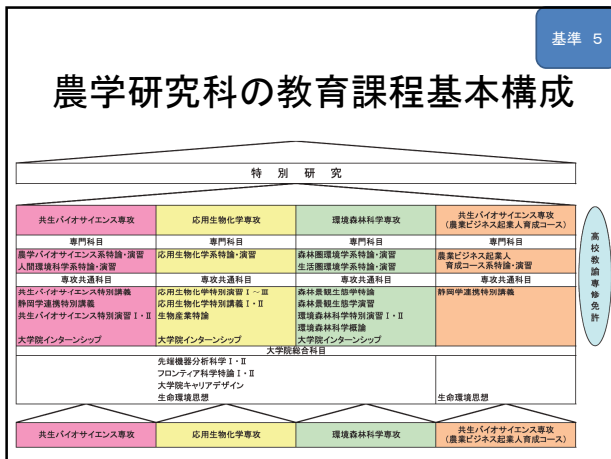 基準 5
農学研究科の教育課程基本構成
特 別 研 究
共生バイオサイエンス専攻
応用生物化学専攻
環境森林科学専攻
共生バイオサイエンス専攻
(農業ビジネス起業人育成コース)
専門科目
専門科目
専門科目
専門科目
農学バイオサイエンス系特論・演習
人間環境科学系特論・演習
応用生物化学系特論・演習
森林圏環境学系特論・演習
生活圏環境学系特論・演習
農業ビジネス起業人
育成コース系特論・演習
専攻共通科目
専攻共通科目
専攻共通科目
専攻共通科目
共生バイオサイエンス特別講義
静岡学連携特別講義
共生バイオサイエンス特別演習Ⅰ・Ⅱ
大学院インターンシップ
応用生物化学特別演習Ⅰ~Ⅲ
応用生物化学特別講義Ⅰ・Ⅱ
生物産業特論
大学院インターンシップ
森林景観生態学特論
森林景観生態学演習
環境森林科学特別演習Ⅰ・Ⅱ
環境森林科学概論
大学院インターンシップ
静岡学連携特別講義
大学院総合科目
先端機器分析科学Ⅰ・Ⅱ
フロンティア科学特論Ⅰ・Ⅱ
大学院キャリアデザイン
生命環境思想
生命環境思想
共生バイオサイエンス専攻
応用生物化学専攻
環境森林科学専攻
共生バイオサイエンス専攻
(農業ビジネス起業人育成コース)
高校教諭専修免許